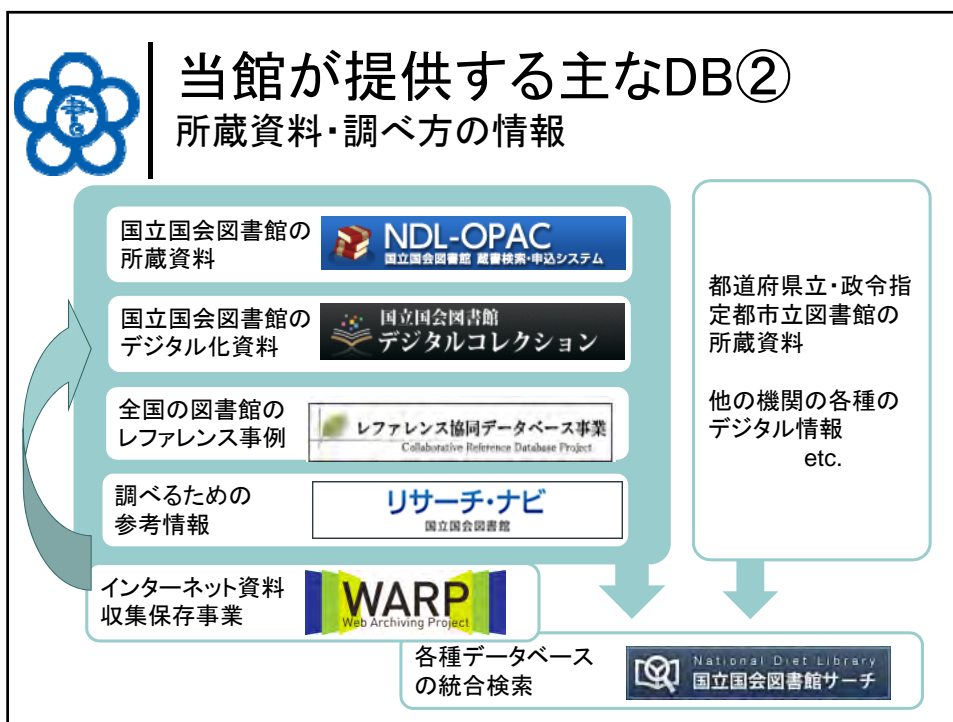 当館が提供する主なDB②
所蔵資料・調べ方の情報
国立国会図書館の
所蔵資料
NDL-OPAC
国立国会図書館 蔵書検索・申込システム
国立国会図書館の
デジタル化資料
国立国会図書館
デジタルコレクション
全国の図書館の
レファレンス事例
レファレンス協同データベース事業
Collaborative Reference Database Project
調べるための
参考情報
リサーチ・ナビ
国立国会図書館
インターネット資料
収集保存事業
WARP
Web Archiving Project
都道府県立・政令指
定都市立図書館の
所蔵資料
他の機関の各種の
デジタル情報
etc.
各種データベース
の統合検索
National Diet Library
国立国会図書館サーチ